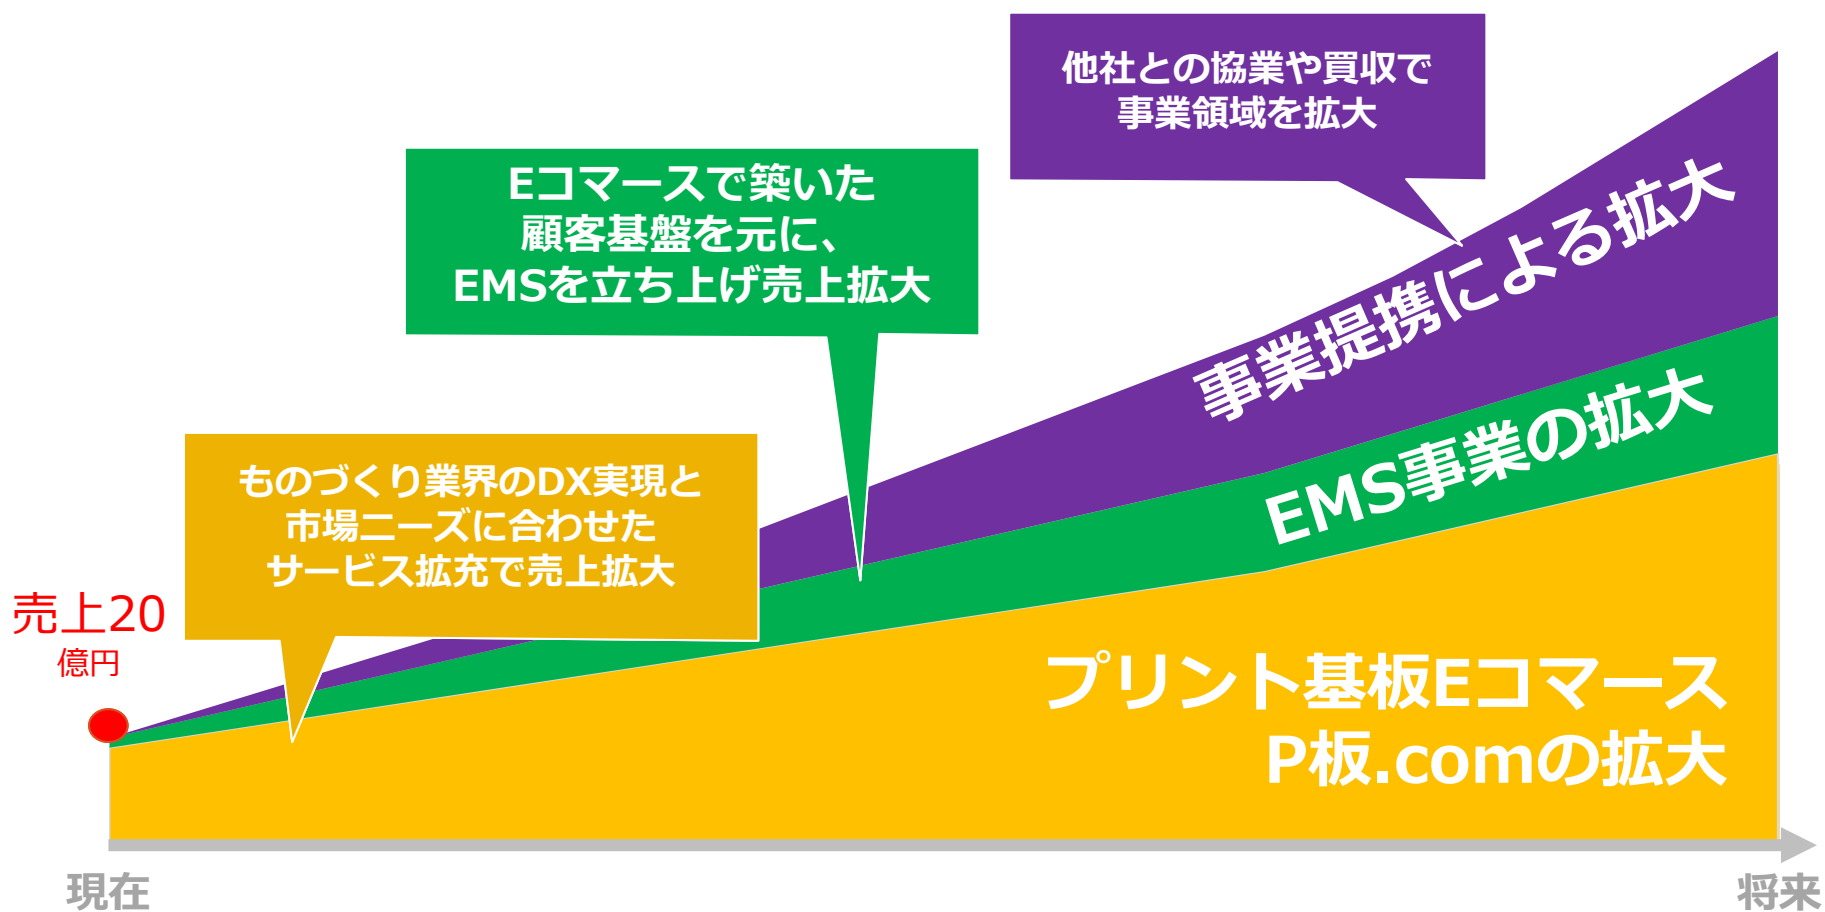 他社との協業や買収で
事業領域を拡大
Eコマースで築いた
顧客基盤を元に、
EMSを立ち上げ売上拡大
ものづくり業界のDX実現と
市場ニーズに合わせた
サービス拡充で売上拡大
事業提携による拡大
EMS事業の拡大
プリント基板Eコマース
P板.comの拡大
売上20
億円
現在
将来